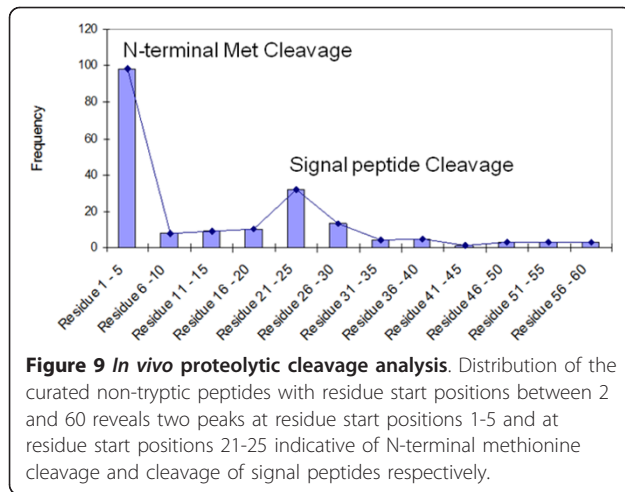 120
100
80
60
40
20
0
Frequency
N-terminal Met Cleavage
Signal peptide Cleavage
Residue 1 - 5
Residue 6 -10
Residue 11 - 15
Residue 16 - 20
Residue 21 - 25
Residue 26 - 30
Residue 31 - 35
Residue 36 - 40
Residue 41 - 45
Residue 46 - 50
Residue 51 - 55
Residue 56 - 60
Figure 9 In vivo proteolytic cleavage analysis. Distribution of the
curated non-tryptic peptides with residue start positions between 2
and 60 reveals two peaks at residue start positions 1-5 and at
residue start positions 21-25 indicative of N-terminal methionine
cleavage and cleavage of signal peptides respectively.